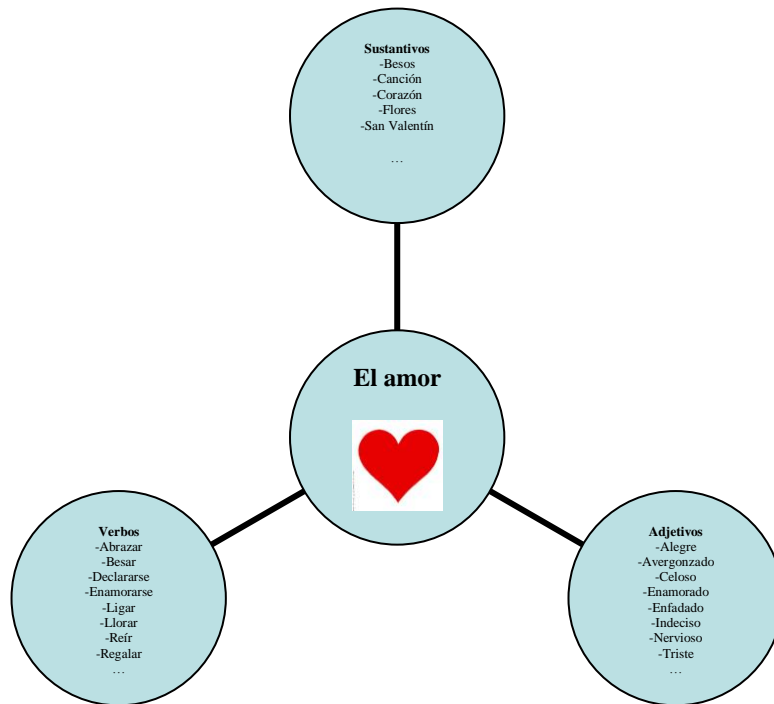 Sustantivos
-Besos
-Canción
-Corazón
-Flores
-San Valentín
…
El amor
Verbos
-Abrazar
-Besar
-Declararse
-Enamorarse
-Ligar
-Llorar
-Reír
-Regalar
…
Adjetivos
-Alegre
-Avergonzado
-Celoso
-Enamorado
-Enfadado
-Indeciso
-Nervioso
-Triste
…